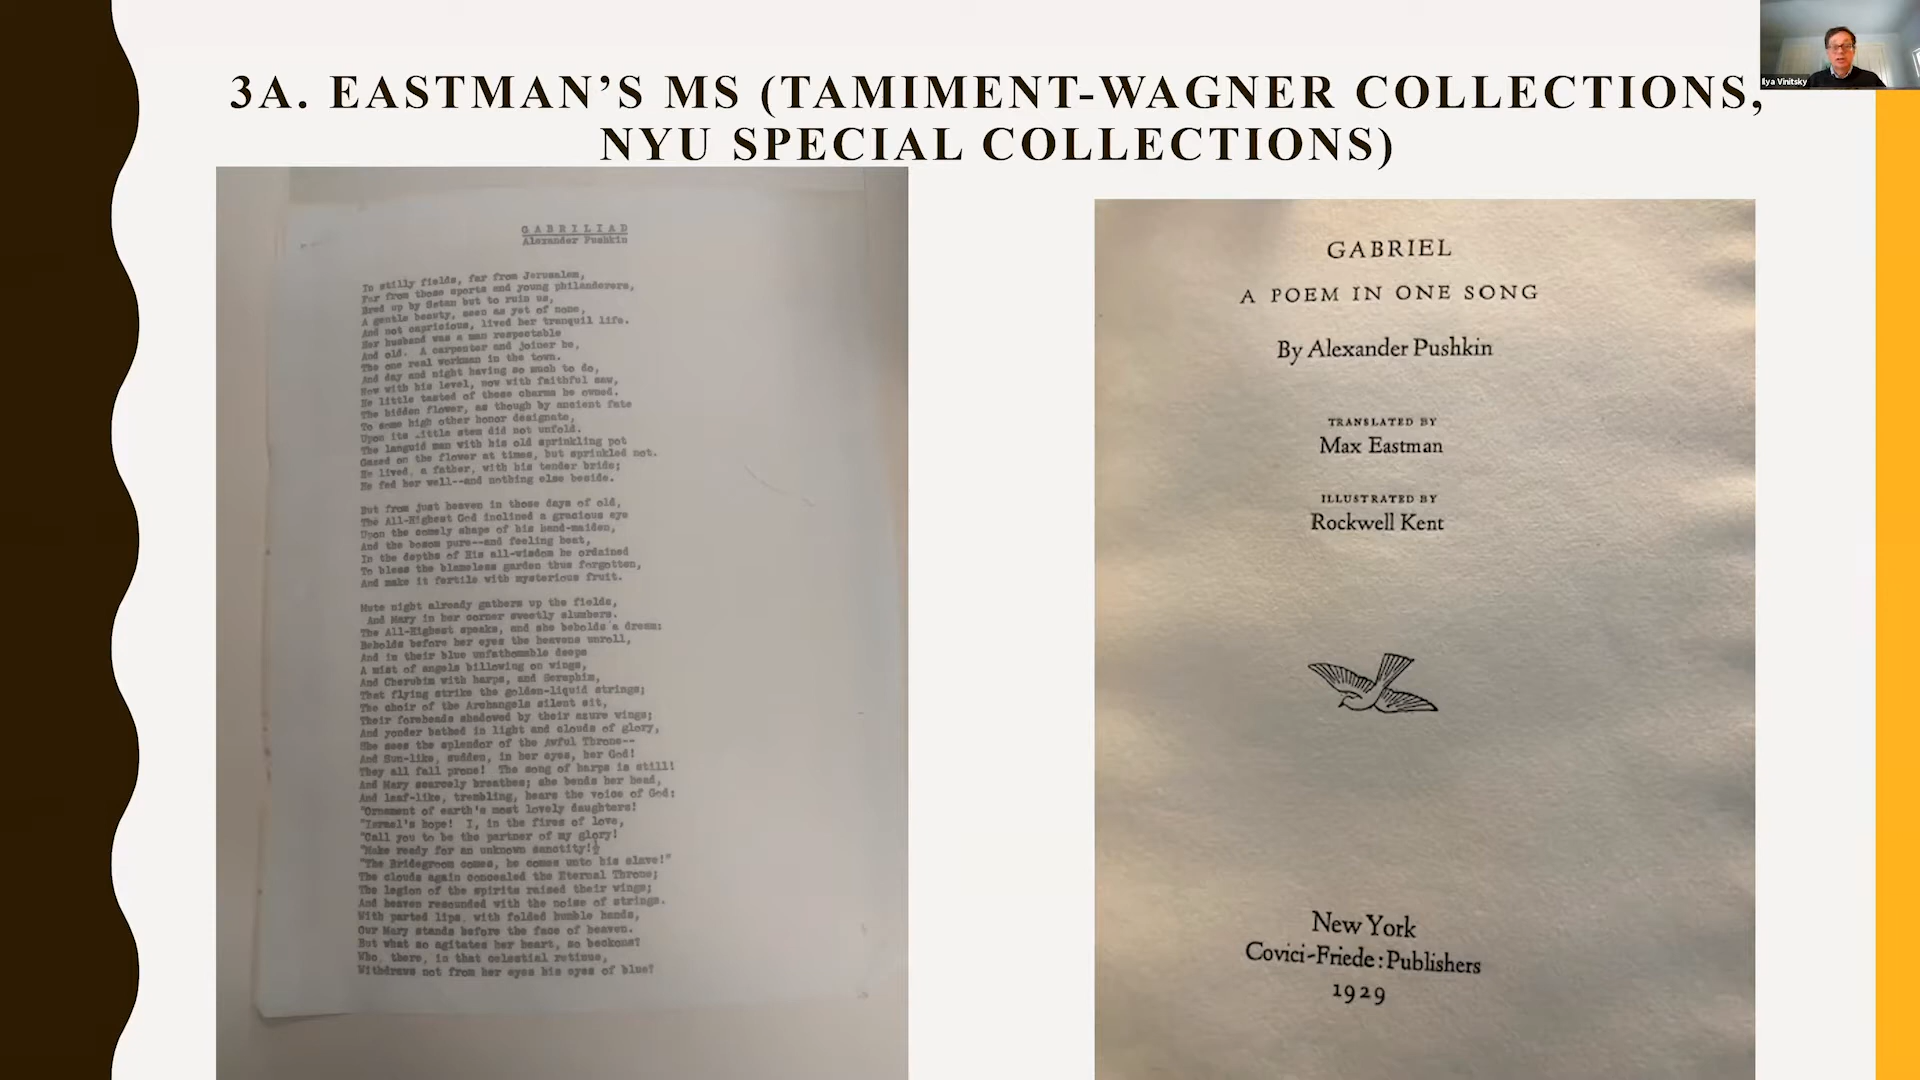 3A. EASTMAN'S MS (TAMIMENT-WAGNER COLLECTIONS,
NYU SPECIAL COLLECTIONS)
Ilya Vinitsky
GABRILIAD
Alexander Pushkin
In stilly fields, far from Jerusalem,
Far from those sports and young philanderers,
Bred up by Satan but to ruin us,
A gentle beauty, seen as yet of none,
And not capricious, lived her tranquil life.
Her husband was a man respectable
And old. A carpenter and joiner he,
The one real workman in the town.
And day and night having so much to do,
Now with his level, now with faithful saw,
He little tasted of those charms he owned.
The hidden flower, as though by ancient fate
To some high other honor designate,
Upon its little stem did not unfold.
The languid man with his old sprinkling pot
Gazed on the flower at times, but sprinkled not.
He lived, a father, with his tender bride;
He fed her well--and nothing else beside.
But from just heaven in those days of old,
The All-Highest God inclined a gracious eye
Upon the comely shape of his hand-maiden,
And the bosom pure--and feeling heat,
In the depths of His all-wisdom he ordained
To bless the blameless garden thus forgotten,
And make it fertile with mysterious fruit.
Mute night already gathers up the fields,
And Mary in her corner sweetly slumbers.
The All-Highest speaks, and she beholds a dream:
Beholds before her eyes the heavens unroll,
And in their blue unfathomable deeps
A mist of angels billowing on wings,
And Cherubim with harps, and Seraphim,
That flying strike the golden-liquid strings;
The choir of the Archangels silent sit,
Their foreheads shadowed by their azure wings;
And yonder bathed in light and clouds of glory,
She sees the splendor of the Awful Throne--
And Sun-like, sudden, in her eyes, her God!
They all fall prone! The song of harps is still!
And Mary scarcely breathes; she bends her head,
And leaf-like, trembling, hears the voice of God:
"Ornament of earth's most lovely daughters!
"Israel's hope! I, in the fires of love,
"Call you to be the partner of my glory!
"Make ready for an unknown sanctity!
"The Bridegroom comes, he comes unto his slave!"
The clouds again concealed the Eternal Throne;
The legion of the spirits raised their wings;
And heaven resounded with the noise of strings.
With parted lips, with folded humble hands,
Our Mary stands before the face of heaven.
But what so agitates her heart, so beckons?
Who, there, in that celestial retinue,
Withdraws not from her eyes his eyes of blue?
GABRIEL
A POEM IN ONE SONG
By Alexander Pushkin
TRANSLATED BY
Max Eastman
ILLUSTRATED BY
Rockwell Kent
New York
Covici-Friede: Publishers
1929